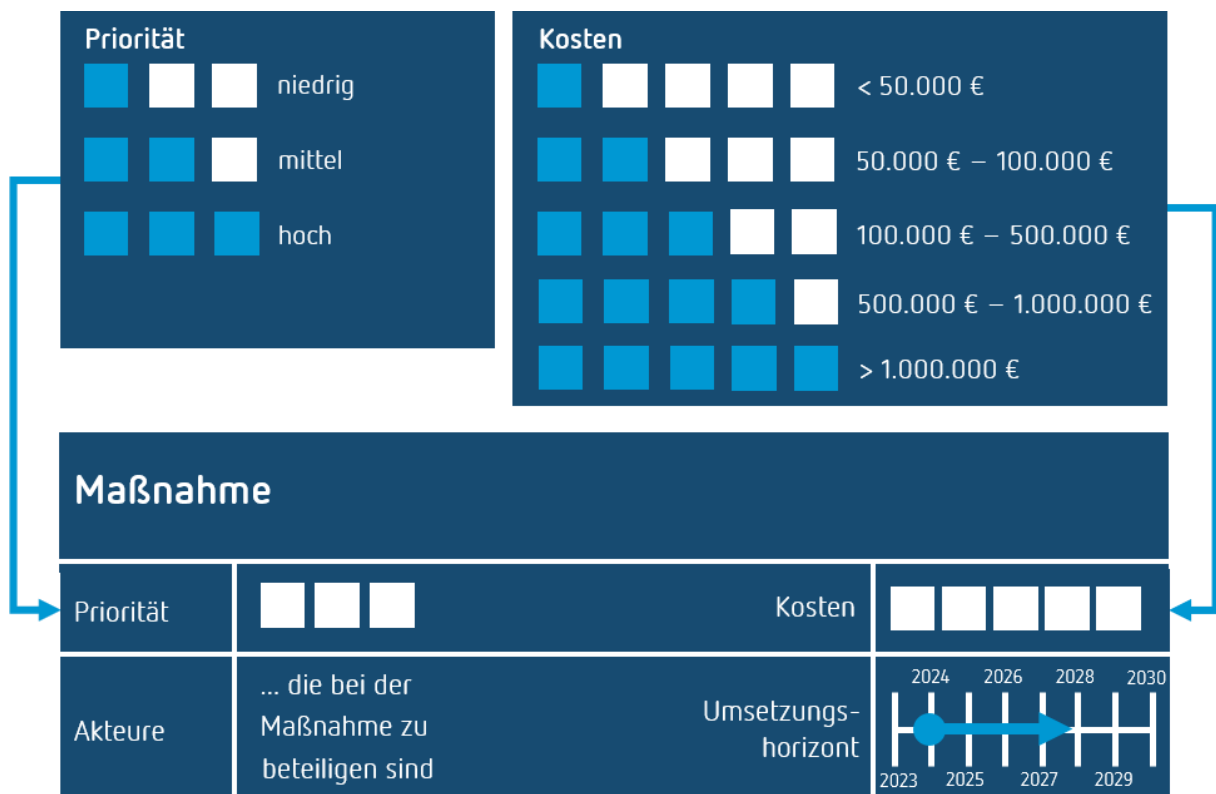 Priorität
niedrig
mittel
hoch
Kosten
< 50.000 €
50.000 € – 100.000 €
100.000 € – 500.000 €
500.000 € – 1.000.000 €
> 1.000.000 €
Maßnahme
Priorität
Kosten
Akteure
... die bei der
Maßnahme zu
beteiligen sind
Umsetzungs-
horizont
2024 2026 2028 2030
2023 2025 2027 2029